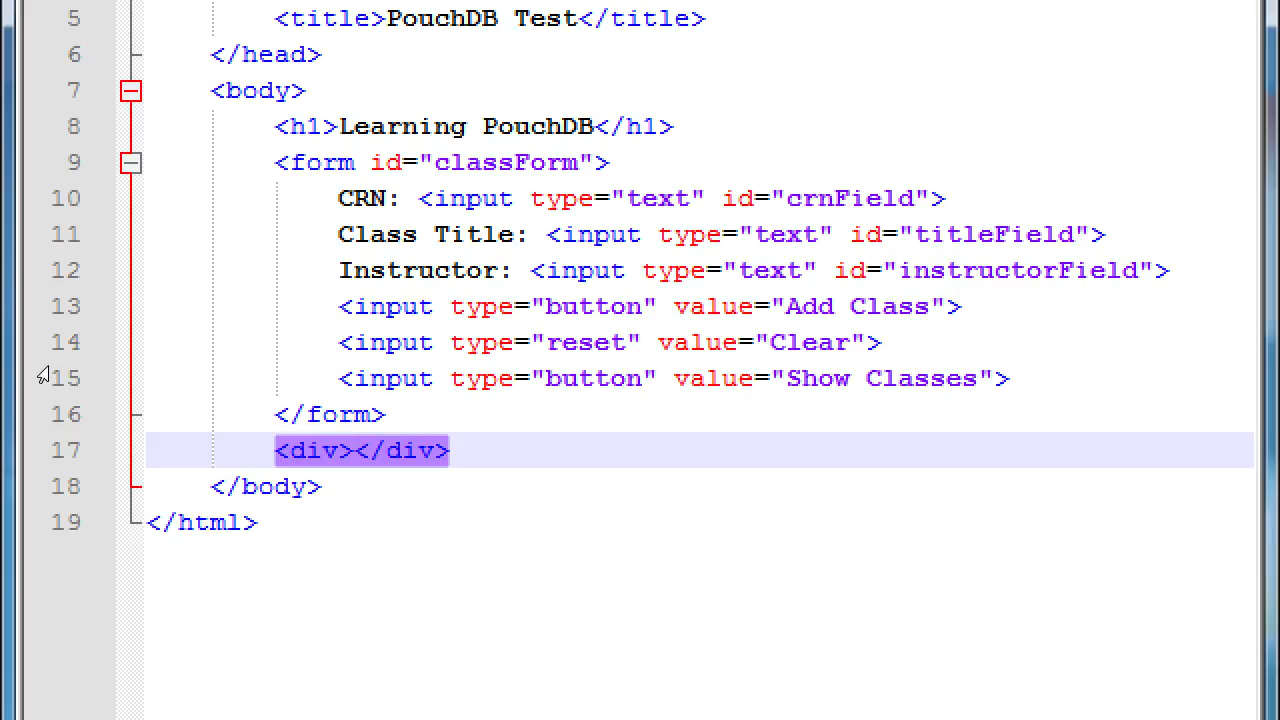 5 <title>PouchDB Test</title>
6 </head>
7 <body>
8 <h1>Learning PouchDB</h1>
9 <form id="classForm">
10 CRN: <input type="text" id="crnField">
11 Class Title: <input type="text" id="titleField">
12 Instructor: <input type="text" id="instructorField">
13 <input type="button" value="Add Class">
14 <input type="reset" value="Clear">
15 <input type="button" value="Show Classes">
16 </form>
17 <div></div>
18 </body>
19 </html>